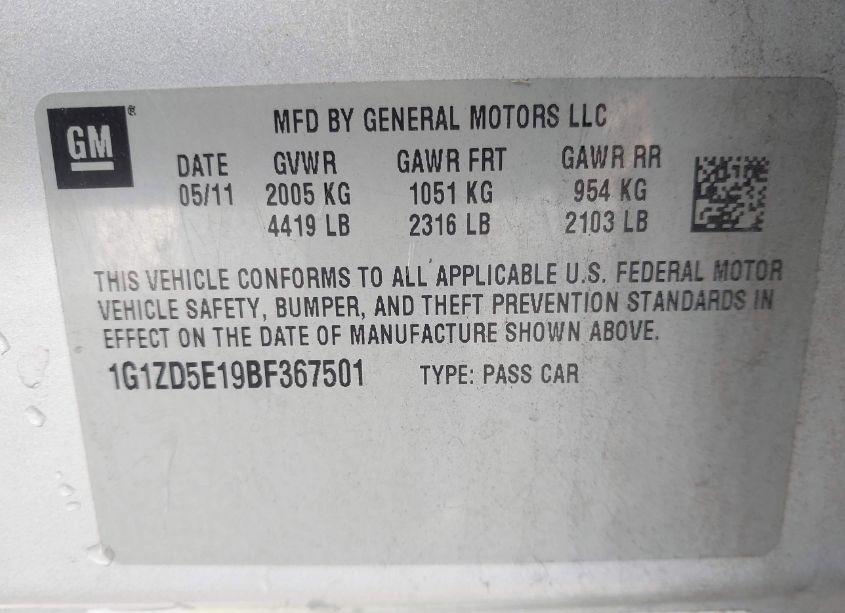 GM ®
MFD BY GENERAL MOTORS LLC
DATE GVWR GAWR FRT GAWR RR
05/11 2005 KG 1051 KG 954 KG
4419 LB 2316 LB 2103 LB
THIS VEHICLE CONFORMS TO ALL APPLICABLE U.S. FEDERAL MOTOR
VEHICLE SAFETY, BUMPER, AND THEFT PREVENTION STANDARDS IN
EFFECT ON THE DATE OF MANUFACTURE SHOWN ABOVE.
1G1ZD5E19BF367501 TYPE: PASS CAR